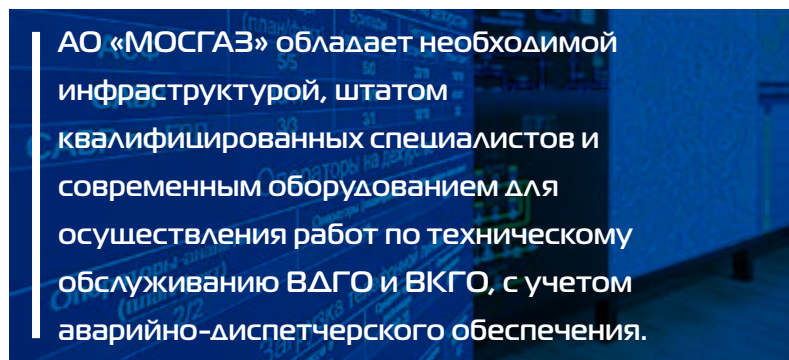 АО «МОСГАЗ» обладает необходимой
инфраструктурой, штатом
квалифицированных специалистов и
современным оборудованием для
осуществления работ по техническому
обслуживанию ВДГО и ВКГО, с учетом
аварийно-диспетчерского обеспечения.